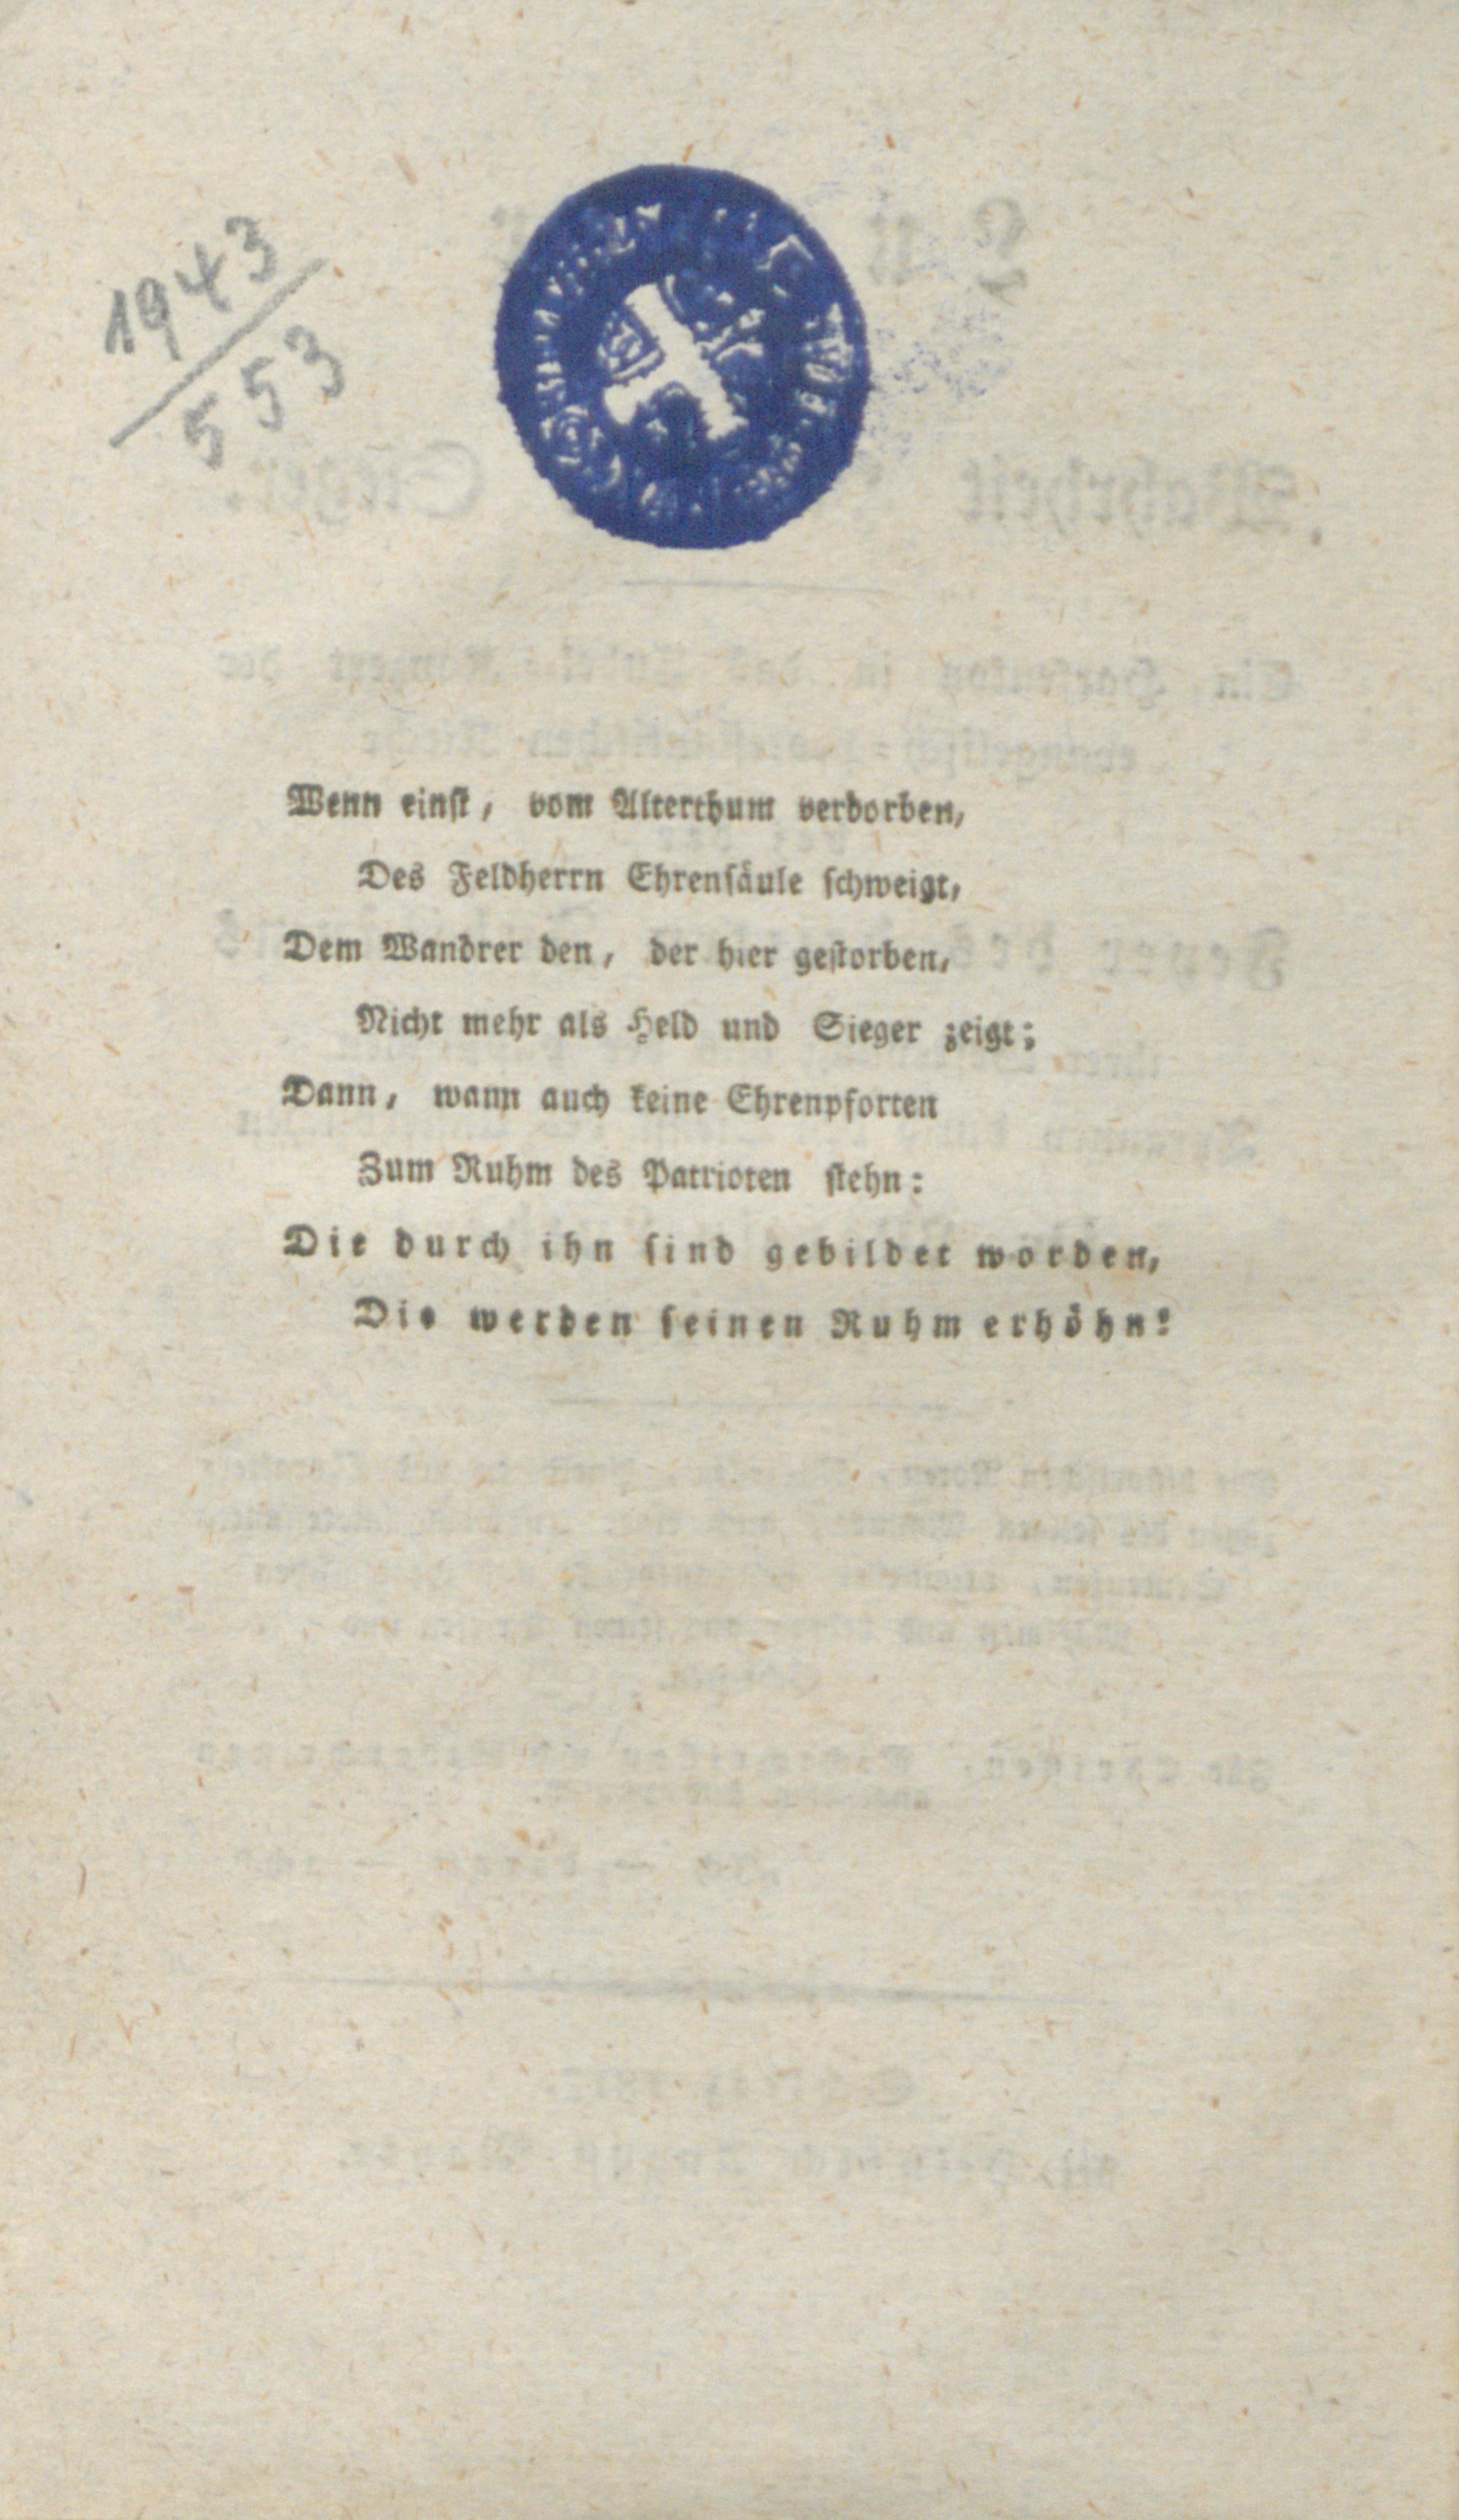 1943
553
Wenn einst, vom Alterthum verdorben,
Des Feldherrn Ehrensäule schweigt,
Dem Wandrer den, der hier gestorben,
Nicht mehr als Held und Sieger zeigt;
Dann, wann auch keine Ehrenpforten
Zum Ruhm des Patrioten stehn:
Die durch ihn sind gebildet worden,
Die werden seinen Ruhm erhöhn!